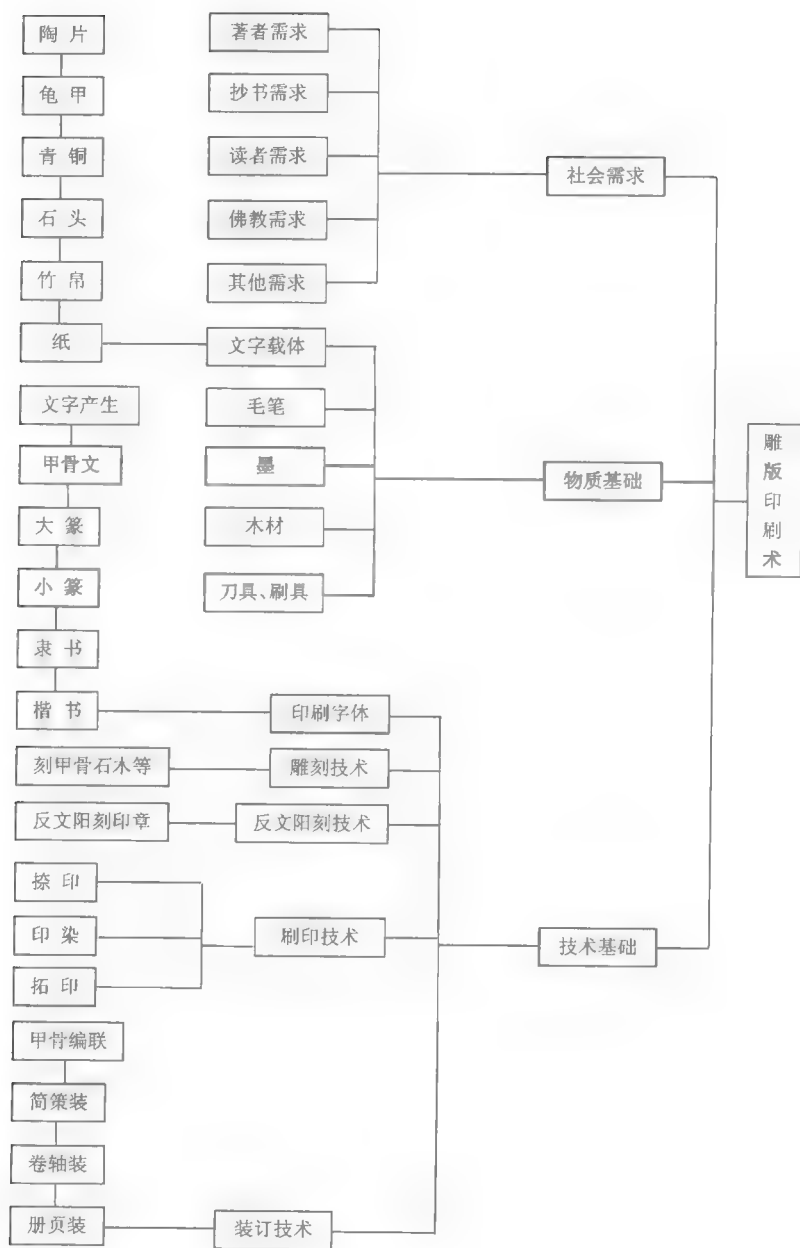 陶片
著者需求
龟甲
抄书需求
青铜
读者需求
社会需求
石头
佛教需求
竹帛
其他需求
纸
文字载体
文字产生
毛笔
甲骨文
墨
物质基础
雕版印刷术
大篆
木材
小篆
刀具、刷具
隶书
楷书
印刷字体
刻甲骨石木等
雕刻技术
反文阳刻印章
反文阳刻技术
捺印
印染
刷印技术
技术基础
拓印
甲骨编联
简策装
卷轴装
册页装
装订技术